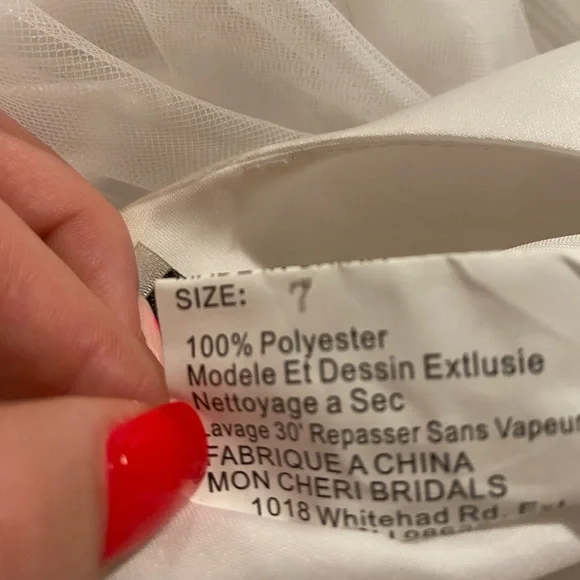 SIZE: 7
100% Polyester
Modele Et Dessin Extlusie
Nettoyage a Sec
Lavage 30' Repasser Sans Vapeur
FABRIQUE A CHINA
MON CHERI BRIDALS
1018 Whitehad Rd. Ext